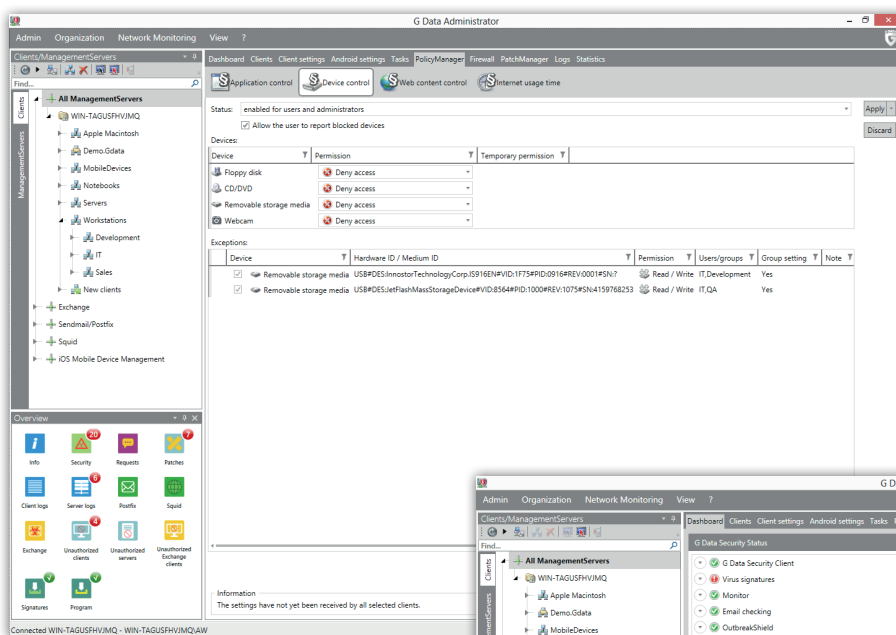 G Data Administrator
Admin Organization Network Monitoring View ?
Clients/ManagementServers
Find...
Clients
ManagementServers
All ManagementServers
WIN-TAGUSFHVJMQ
Apple Macintosh
Demo.Gdata
MobileDevices
Notebooks
Servers
Workstations
Development
IT
Sales
New clients
Exchange
Sendmail/Postfix
Squid
iOS Mobile Device Management
Dashboard Clients Client settings Android settings Tasks PolicyManager Firewall PatchManager Logs Statistics
Application control Device control Web content control Internet usage time
Status: enabled for users and administrators
Apply
Allow the user to report blocked devices
Discard
Devices:
Device Permission Temporary permission
Floppy disk Deny access
CD/DVD Deny access
Removable storage media Deny access
Webcam Deny access
Exceptions:
Device Hardware ID / Medium ID Permission Users/groups Group setting Note
Removable storage media USB#DES:InnostorTechnologyCorp.IS916EN#VID:1F75#PID:0916#REV:0001#SN:? Read / Write IT,Development Yes
Removable storage media USB#DES:JetFlashMassStorageDevice#VID:8564#PID:1000#REV:1075#SN:4159768253 Read / Write IT,QA Yes
Overview
Info
Security
20
Requests
Patches
7
Client logs
Server logs
6
Postfix
Squid
Exchange
Unauthorized clients
4
Unauthorized servers
Unauthorized Exchange clients
Signatures
Program
Information
The settings have not yet been received by all selected clients.
Connected WIN-TAGUSFHVJMQ - WIN-TAGUSFHVJMQ\AW
G D
Admin Organization Network Monitoring View ?
Clients/ManagementServers
Find...
Clients
All ManagementServers
WIN-TAGUSFHVJMQ
Apple Macintosh
Demo.Gdata
MobileDevices
Dashboard Clients Client settings Android settings Tasks
G Data Security Status
G Data Security Client
Virus signatures
Monitor
Email checking
OutbreakShield